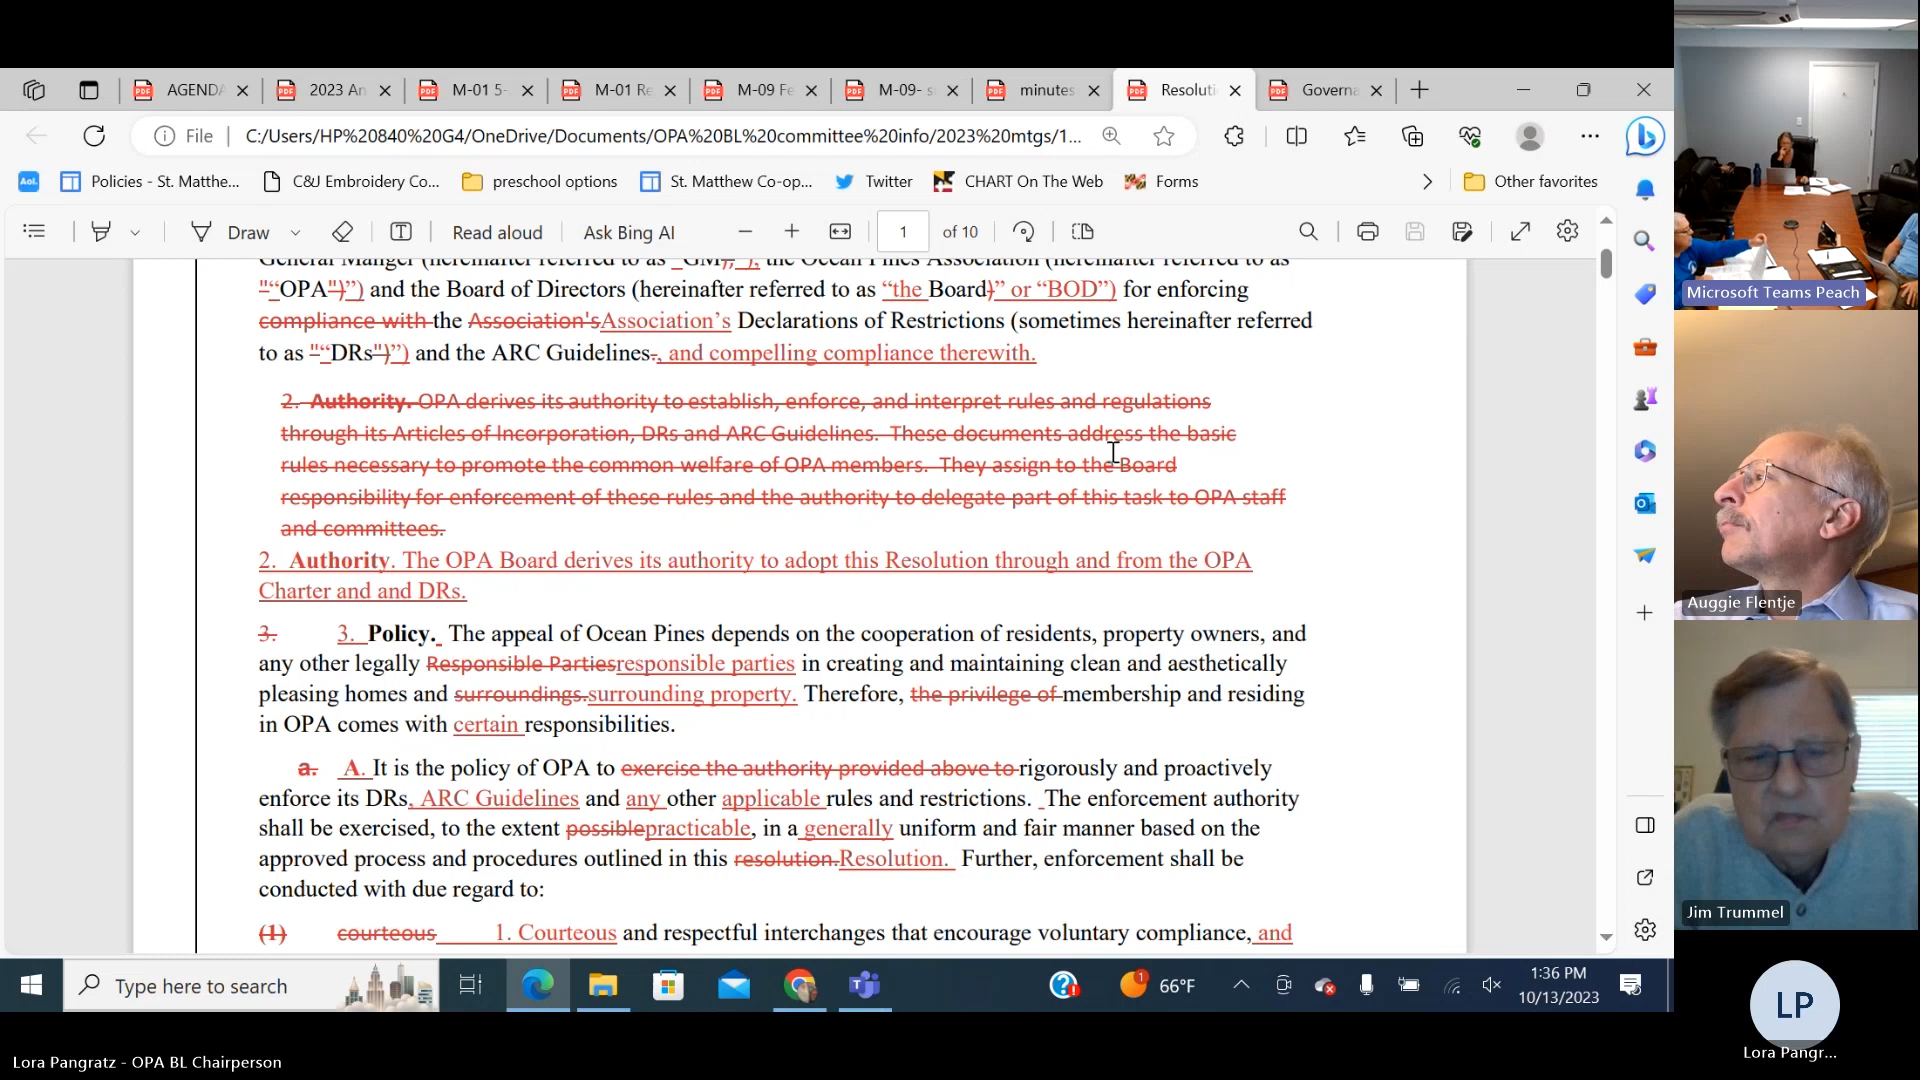 AGENDA
2023 An
M-01 5-
M-01 Re
M-09 Fe
M-09- s
minutes
Resoluti
Governa
File
C:/Users/HP%20840%20G4/OneDrive/Documents/OPA%20BL%20committee%20info/2023%20mtgs/1...
Aol.
Policies - St. Matthe...
C&J Embroidery Co...
preschool options
St. Matthew Co-op...
Twitter
CHART On The Web
Forms
Other favorites
Draw
Read aloud
Ask Bing AI
1
of 10
General Manger (hereinafter referred to as "GM", "), the Ocean Pines Association (hereinafter referred to as
"“OPA")”) and the Board of Directors (hereinafter referred to as “the Board)” or “BOD”) for enforcing
compliance with the Association'sAssociation’s Declarations of Restrictions (sometimes hereinafter referred
to as "“DRs")”) and the ARC Guidelines., and compelling compliance therewith.
2. Authority. OPA derives its authority to establish, enforce, and interpret rules and regulations
through its Articles of Incorporation, DRs and ARC Guidelines. These documents address the basic
rules necessary to promote the common welfare of OPA members. They assign to the Board
responsibility for enforcement of these rules and the authority to delegate part of this task to OPA staff
and committees.
2. Authority. The OPA Board derives its authority to adopt this Resolution through and from the OPA
Charter and and DRs.
3. 3. Policy. The appeal of Ocean Pines depends on the cooperation of residents, property owners, and
any other legally Responsible Partiesresponsible parties in creating and maintaining clean and aesthetically
pleasing homes and surroundings.surrounding property. Therefore, the privilege of membership and residing
in OPA comes with certain responsibilities.
a. A. It is the policy of OPA to exercise the authority provided above to rigorously and proactively
enforce its DRs, ARC Guidelines and any other applicable rules and restrictions. The enforcement authority
shall be exercised, to the extent possiblepracticable, in a generally uniform and fair manner based on the
approved process and procedures outlined in this resolution.Resolution. Further, enforcement shall be
conducted with due regard to:
(1) courteous 1. Courteous and respectful interchanges that encourage voluntary compliance, and
Type here to search
1
66°F
1:36 PM
10/13/2023
Microsoft Teams Peach
Auggie Flentje
Jim Trummel
LP
Lora Pangr...
Lora Pangratz - OPA BL Chairperson